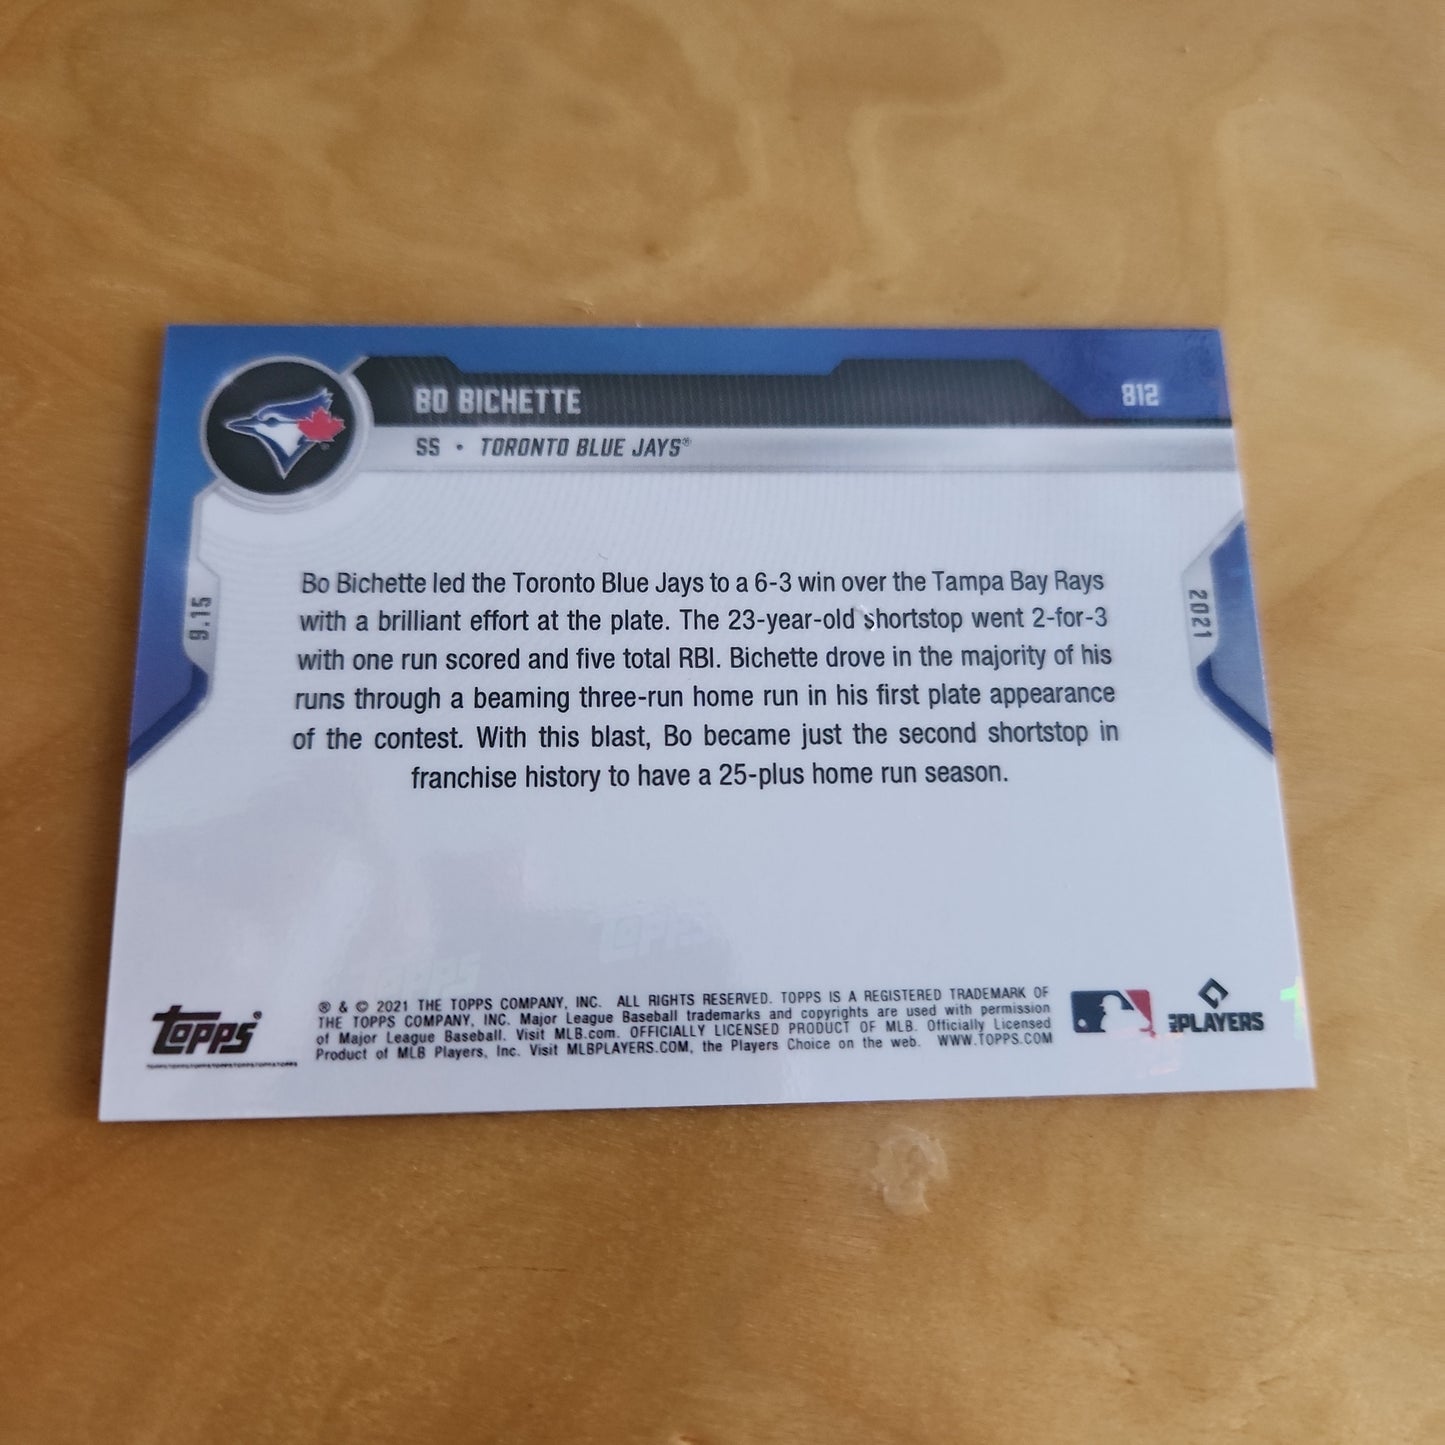 BO BICHETTE
812
SS • TORONTO BLUE JAYS®
9.15
2021
Bo Bichette led the Toronto Blue Jays to a 6-3 win over the Tampa Bay Rays
with a brilliant effort at the plate. The 23-year-old shortstop went 2-for-3
with one run scored and five total RBI. Bichette drove in the majority of his
runs through a beaming three-run home run in his first plate appearance
of the contest. With this blast, Bo became just the second shortstop in
franchise history to have a 25-plus home run season.
topps®
® & © 2021 THE TOPPS COMPANY, INC. ALL RIGHTS RESERVED. TOPPS IS A REGISTERED TRADEMARK OF
THE TOPPS COMPANY, INC. Major League Baseball trademarks and copyrights are used with permission
of Major League Baseball. Visit MLB.com. OFFICIALLY LICENSED PRODUCT OF MLB. Officially Licensed
Product of MLB Players, Inc. Visit MLBPLAYERS.COM, the Players Choice on the web. WWW.TOPPS.COM
PLAYERS